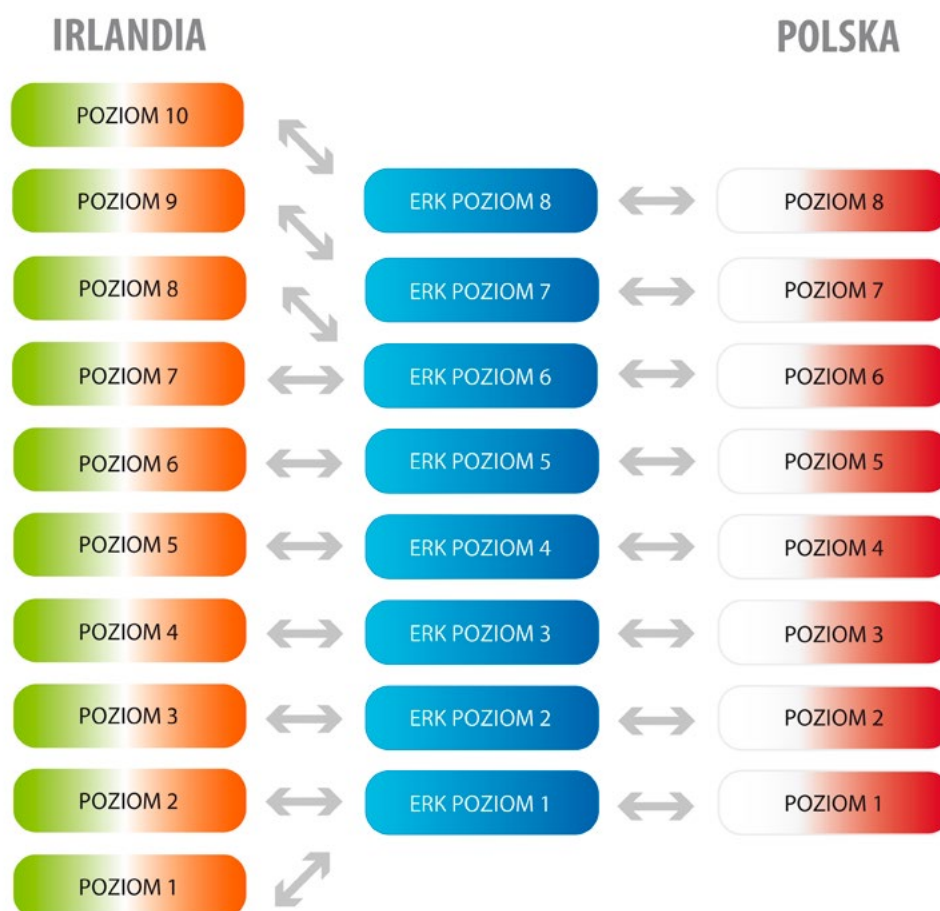 IRLANDIA
POLSKA
POZIOM 10
POZIOM 9
ERK POZIOM 8
POZIOM 8
POZIOM 8
ERK POZIOM 7
POZIOM 7
POZIOM 7
ERK POZIOM 6
POZIOM 6
POZIOM 6
ERK POZIOM 5
POZIOM 5
POZIOM 5
ERK POZIOM 4
POZIOM 4
POZIOM 4
ERK POZIOM 3
POZIOM 3
POZIOM 3
ERK POZIOM 2
POZIOM 2
POZIOM 2
ERK POZIOM 1
POZIOM 1
POZIOM 1